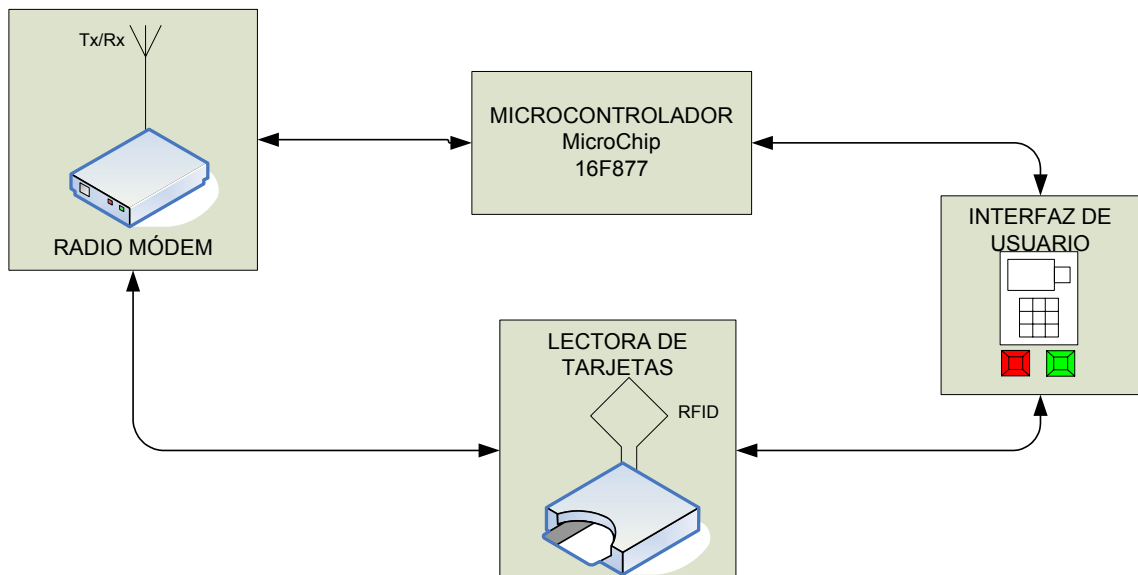 Tx/Rx
RADIO MÓDEM
MICROCONTROLADOR
MicroChip
16F877
INTERFAZ DE
USUARIO
LECTORA DE
TARJETAS
RFID